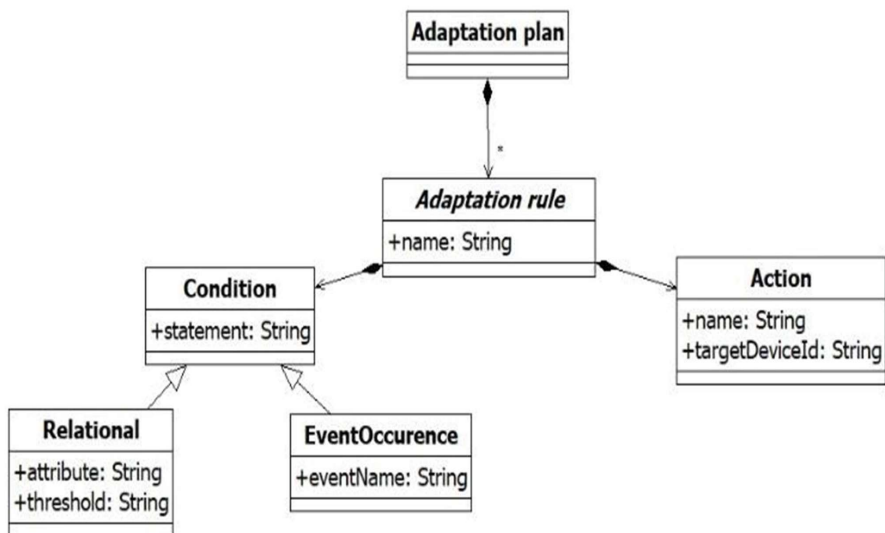 Adaptation plan
*
Adaptation rule
+name: String
Condition
+statement: String
Action
+name: String
+targetDeviceId: String
Relational
+attribute: String
+threshold: String
EventOccurence
+eventName: String